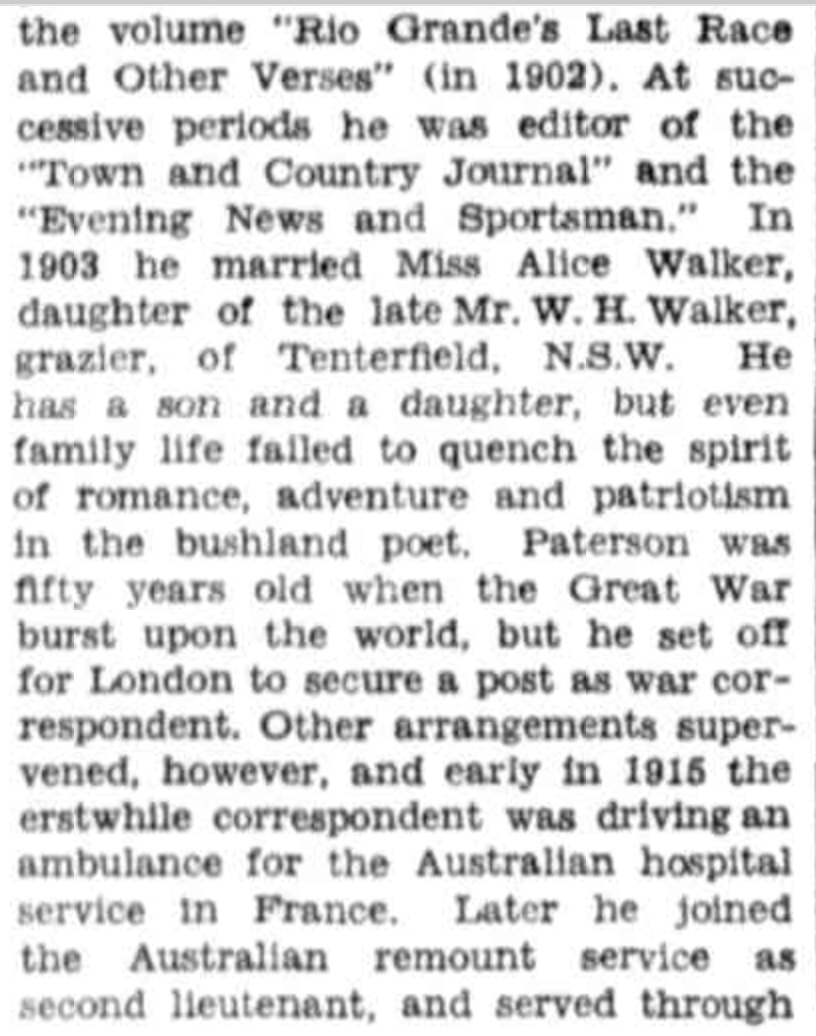 the volume "Rio Grande's Last Race
and Other Verses" (in 1902). At suc-
cessive periods he was editor of the
"Town and Country Journal" and the
"Evening News and Sportsman." In
1903 he married Miss Alice Walker,
daughter of the late Mr. W. H. Walker,
grazier, of Tenterfield, N.S.W. He
has a son and a daughter, but even
family life failed to quench the spirit
of romance, adventure and patriotism
in the bushland poet. Paterson was
fifty years old when the Great War
burst upon the world, but he set off
for London to secure a post as war cor-
respondent. Other arrangements super-
vened, however, and early in 1915 the
erstwhile correspondent was driving an
ambulance for the Australian hospital
service in France. Later he joined
the Australian remount service as
second lieutenant, and served through